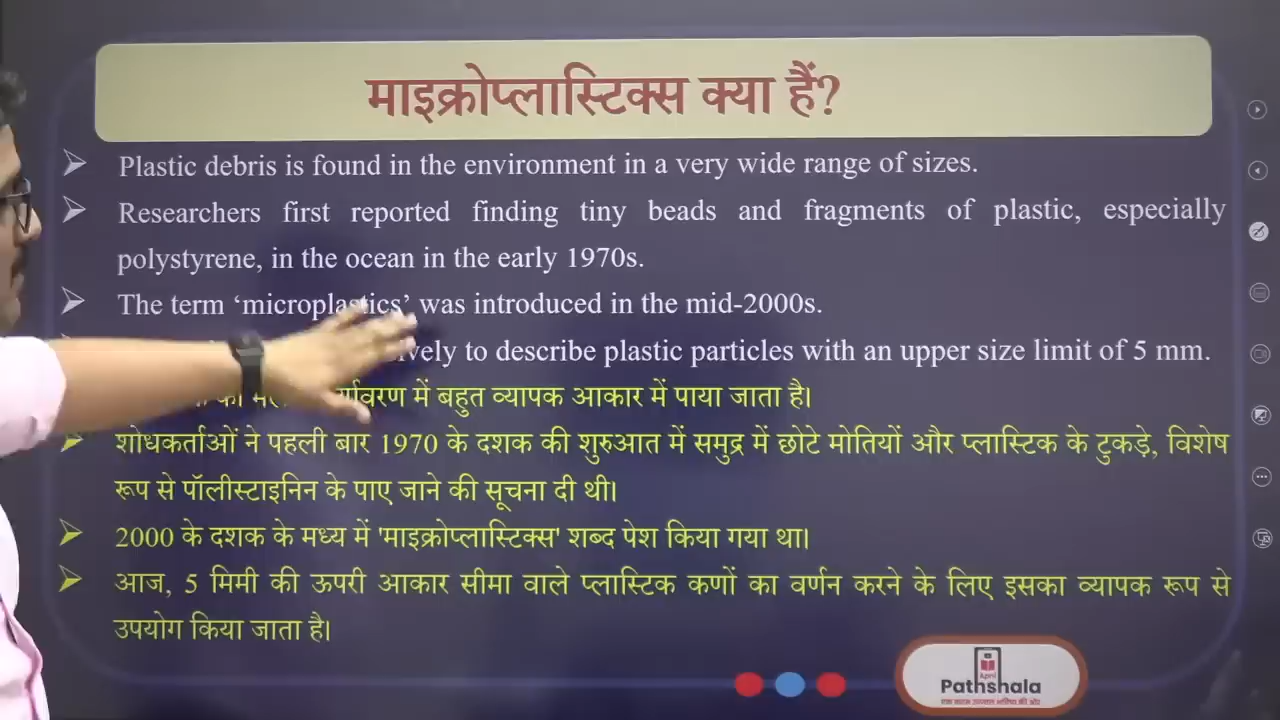 माइक्रोप्लास्टिक्स क्या हैं?
Plastic debris is found in the environment in a very wide range of sizes.
Researchers first reported finding tiny beads and fragments of plastic, especially
polystyrene, in the ocean in the early 1970s.
The term ‘microplastics’ was introduced in the mid-2000s.
to describe plastic particles with an upper size limit of 5 mm.
में बहुत व्यापक आकार में पाया जाता है।
शोधकर्ताओं ने पहली बार 1970 के दशक की शुरुआत में समुद्र में छोटे मोतियों और प्लास्टिक के टुकड़े, विशेष
रूप से पॉलीस्टाइनिन के पाए जाने की सूचना दी थी।
2000 के दशक के मध्य में 'माइक्रोप्लास्टिक्स' शब्द पेश किया गया था।
आज, 5 मिमी की ऊपरी आकार सीमा वाले प्लास्टिक कणों का वर्णन करने के लिए इसका व्यापक रूप से
उपयोग किया जाता है।
April
Pathshala